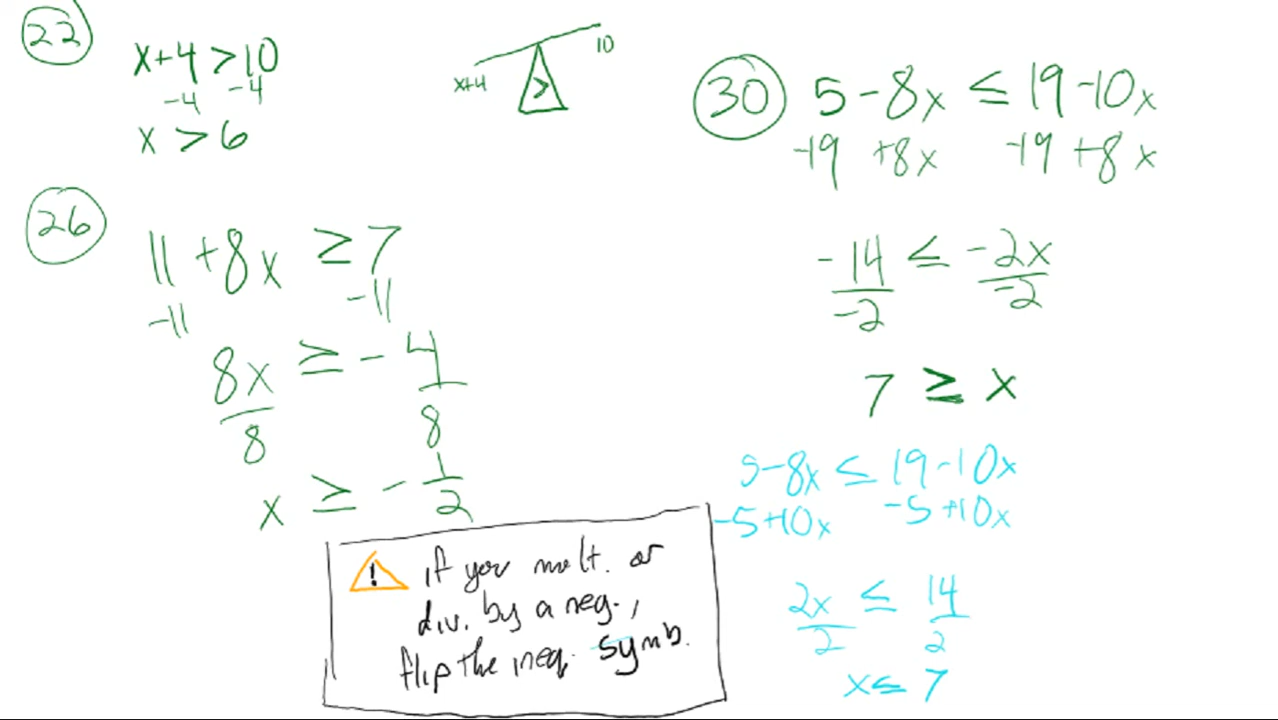 22
x+4 >10
-4 -4
x > 6
x+4 > 10
26
11 +8x ≥ 7
-11 -11
8x ≥ - 4
8 8
x ≥ - 1/2
! if you mult. or
div. by a neg.,
flip the ineq. symb.
30
5 - 8x ≤ 19 -10x
-19 +8x -19 +8x
-14 ≤ -2x
-2 -2
7 ≥ x
5-8x ≤ 19-10x
-5+10x -5+10x
2x ≤ 14
2 2
x ≤ 7